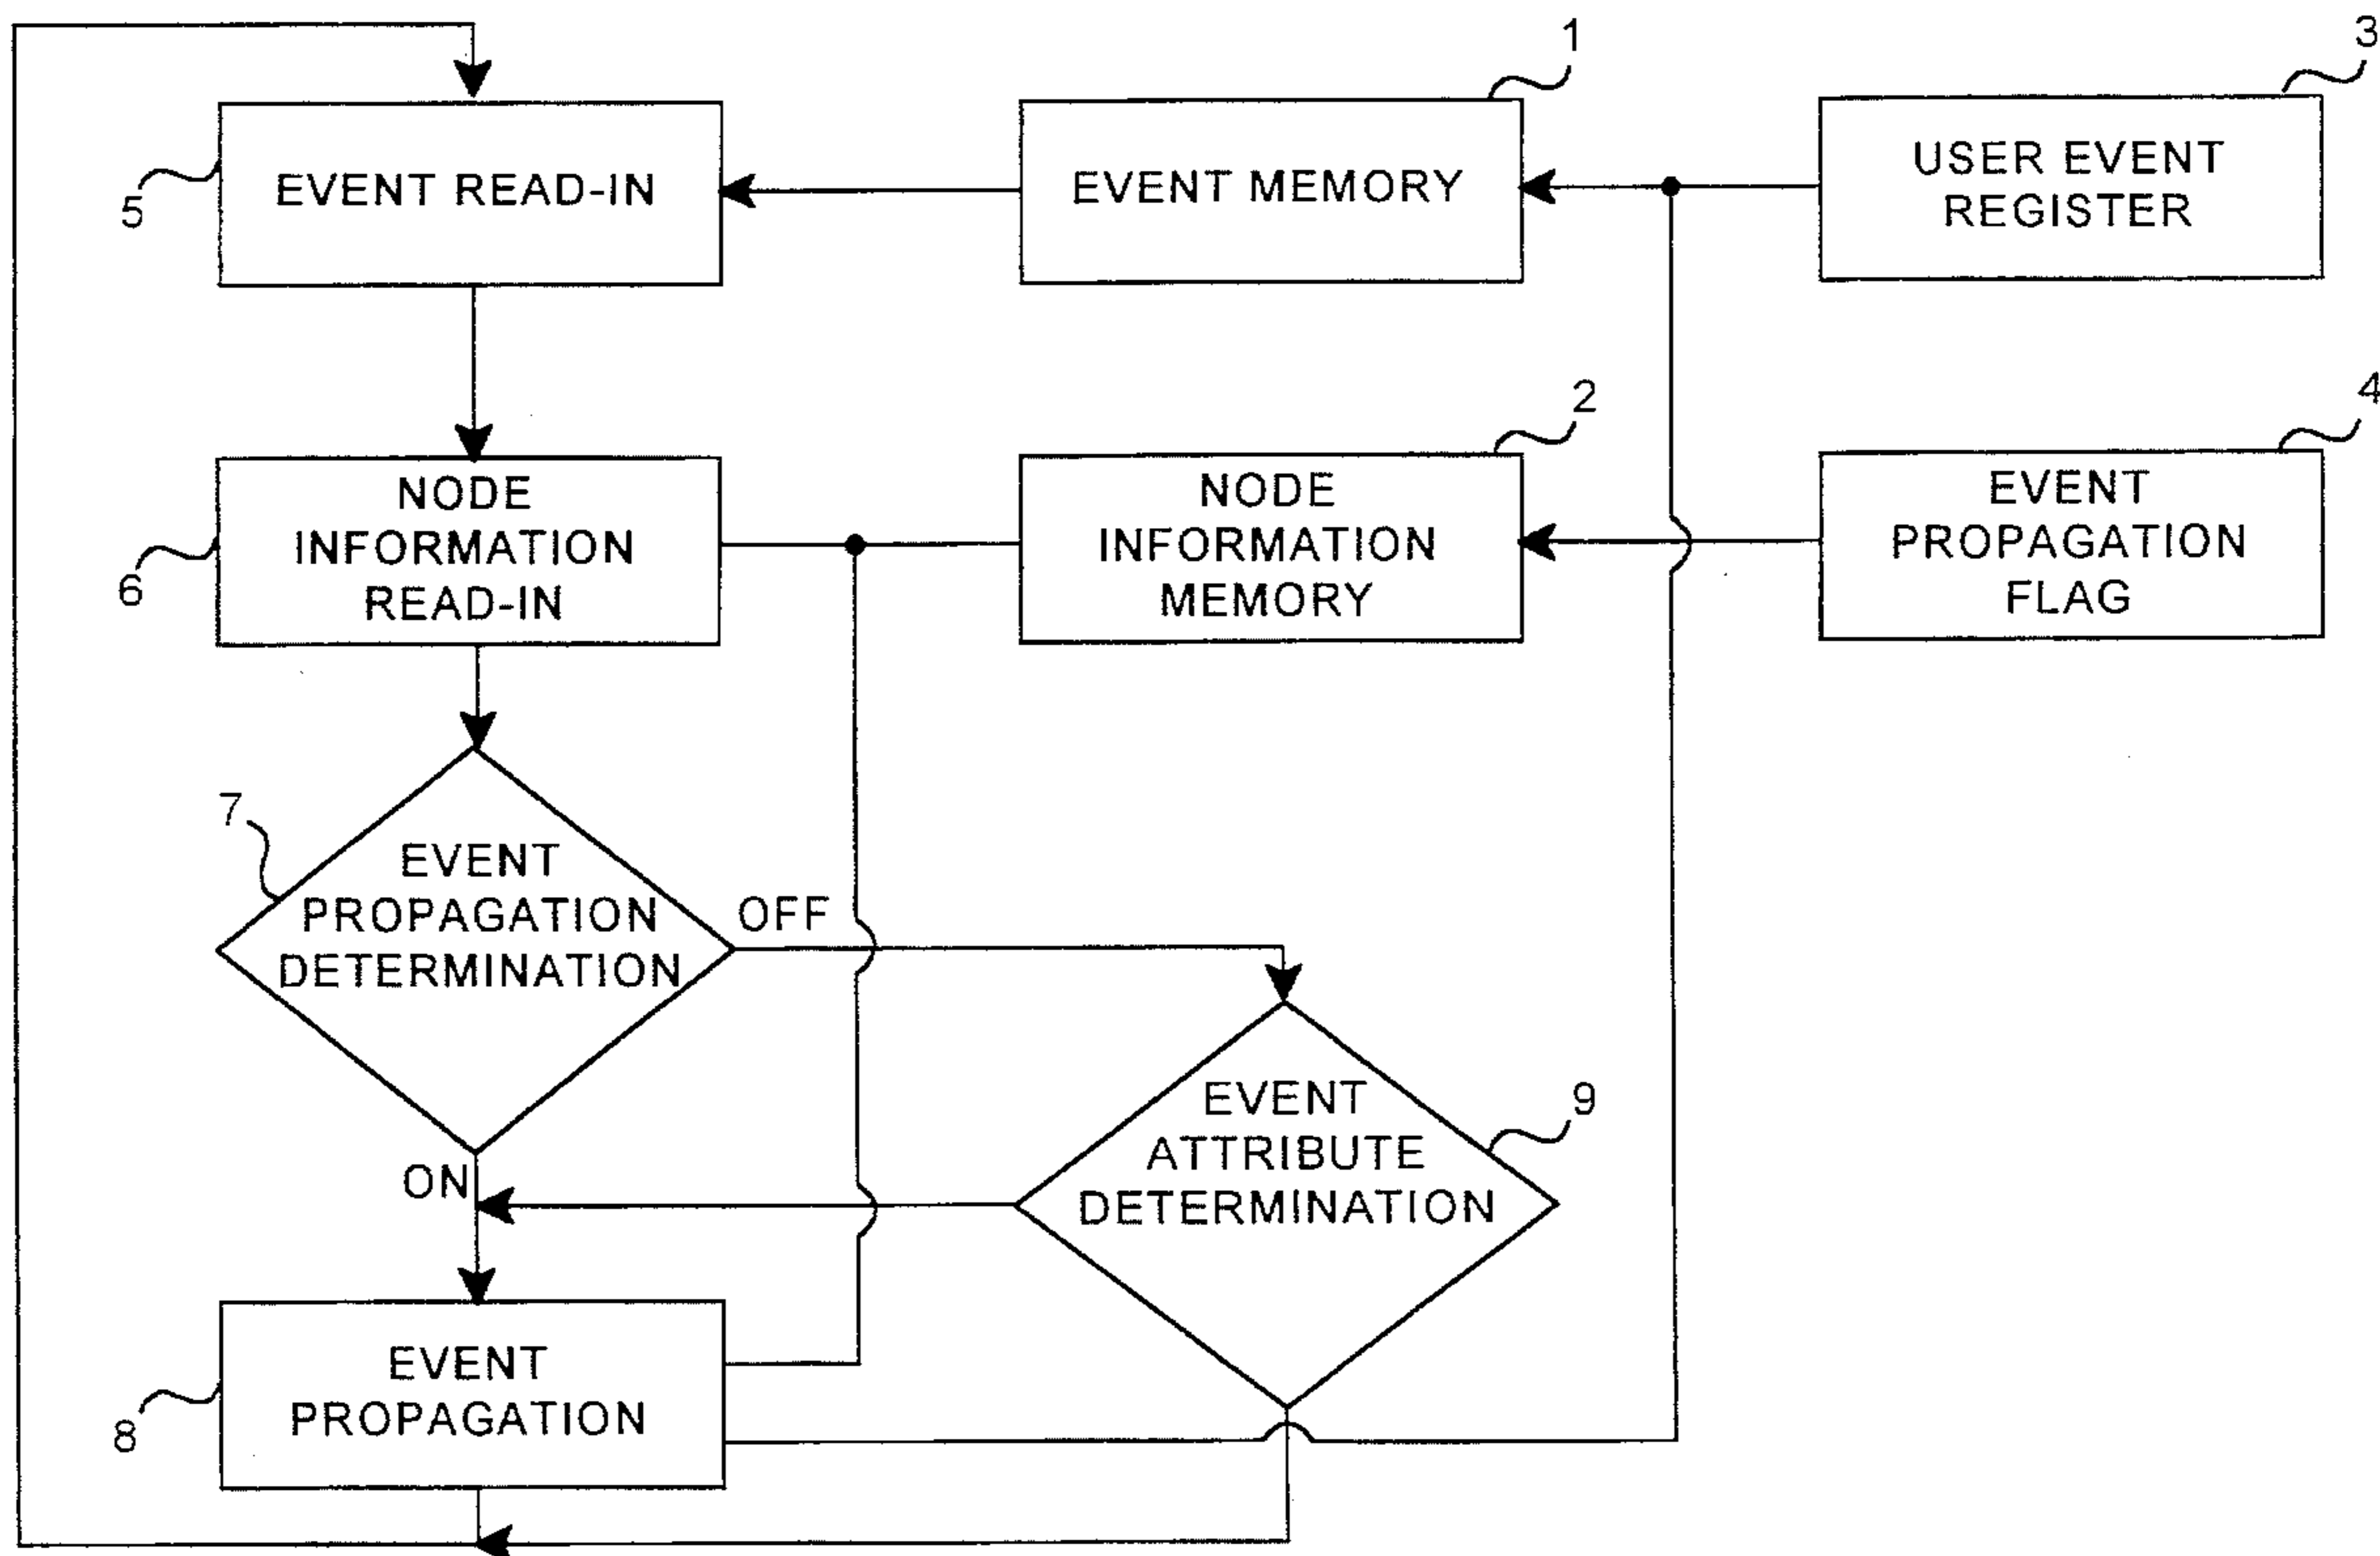 1
3
5
EVENT READ-IN
EVENT MEMORY
USER EVENT
REGISTER
2
4
6
NODE
INFORMATION
READ-IN
NODE
INFORMATION
MEMORY
EVENT
PROPAGATION
FLAG
7
EVENT
PROPAGATION
DETERMINATION
OFF
ON
9
EVENT
ATTRIBUTE
DETERMINATION
8
EVENT
PROPAGATION